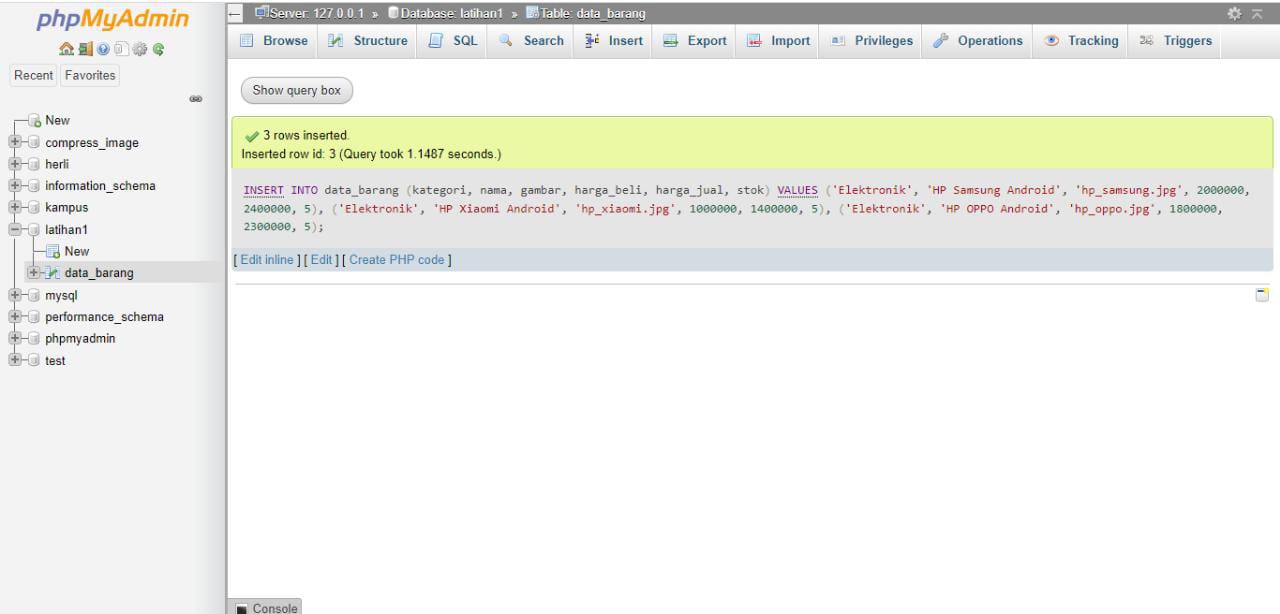 phpMyAdmin
Recent Favorites
New
compress_image
herli
information_schema
kampus
latihan1
New
data_barang
mysql
performance_schema
phpmyadmin
test
Server: 127.0.0.1 » Database: latihan1 » Table: data_barang
Browse Structure SQL Search Insert Export Import Privileges Operations Tracking Triggers
Show query box
3 rows inserted.
Inserted row id: 3 (Query took 1.1487 seconds.)
INSERT INTO data_barang (kategori, nama, gambar, harga_beli, harga_jual, stok) VALUES ('Elektronik', 'HP Samsung Android', 'hp_samsung.jpg', 2000000,
2400000, 5), ('Elektronik', 'HP Xiaomi Android', 'hp_xiaomi.jpg', 1000000, 1400000, 5), ('Elektronik', 'HP OPPO Android', 'hp_oppo.jpg', 1800000,
2300000, 5);
[ Edit inline ] [ Edit ] [ Create PHP code ]
Console